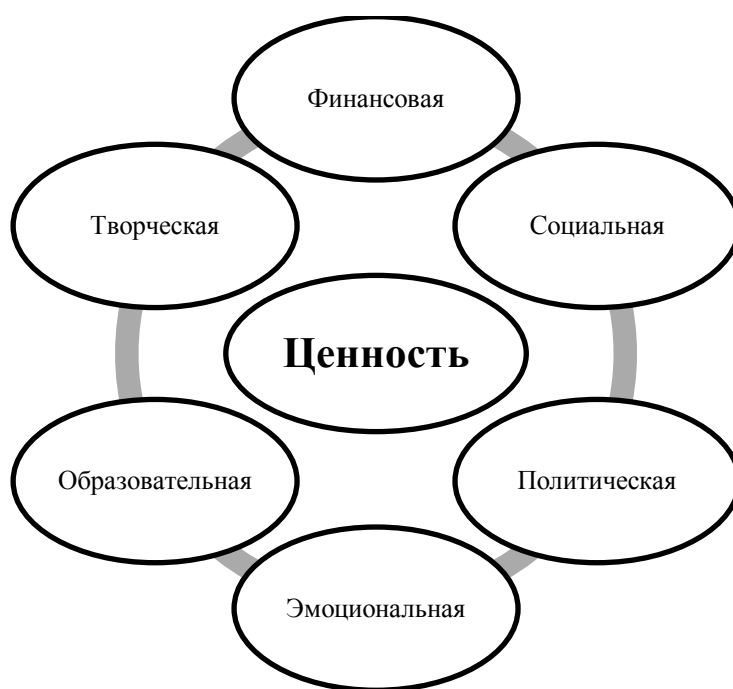 Финансовая
Творческая
Социальная
Ценность
Образовательная
Политическая
Эмоциональная